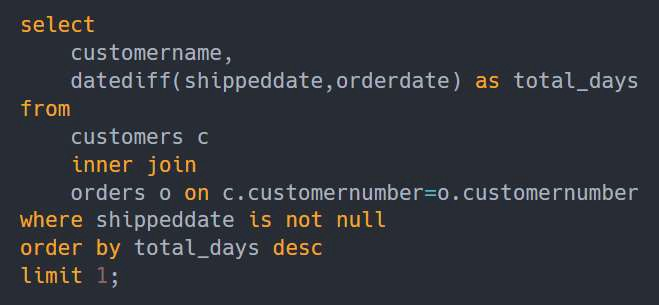 select
    customername,
    datediff(shippeddate,orderdate) as total_days
from
    customers c
    inner join
    orders o on c.customernumber=o.customernumber
where shippeddate is not null
order by total_days desc
limit 1;